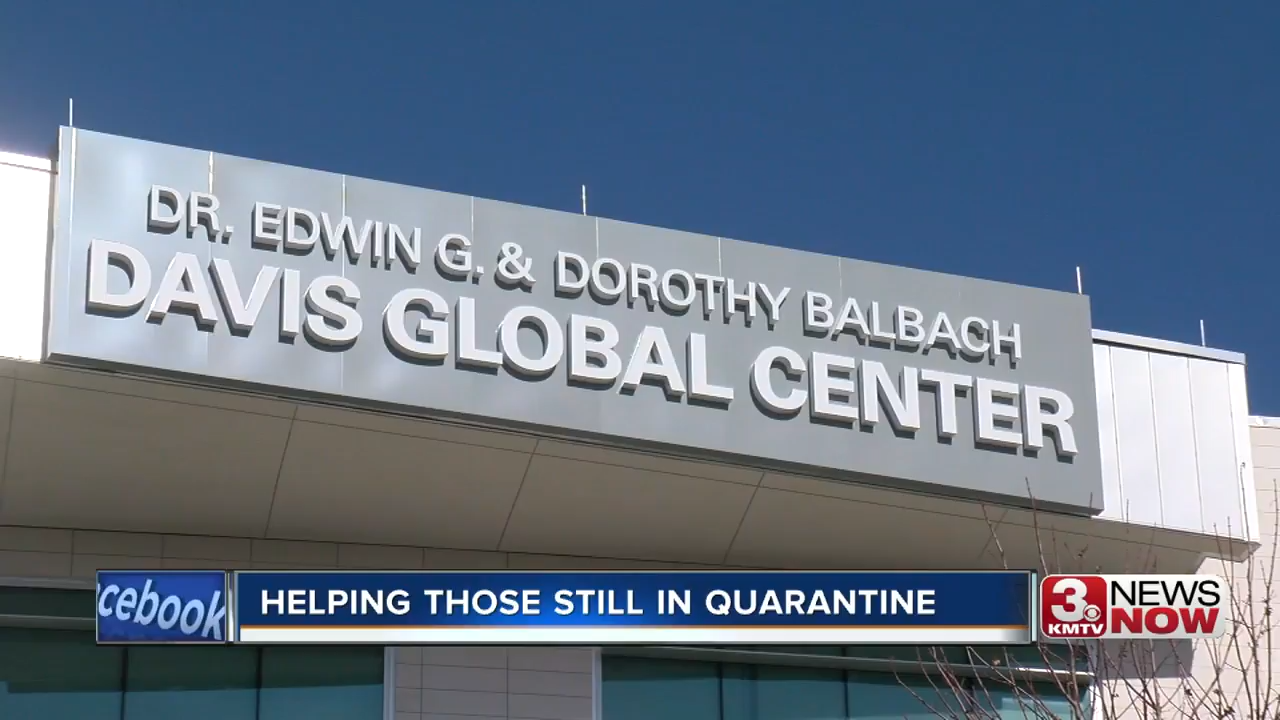 DR. EDWIN G. & DOROTHY BALBACH
DAVIS GLOBAL CENTER
cebook
HELPING THOSE STILL IN QUARANTINE
3
KMTV
NEWS
NOW